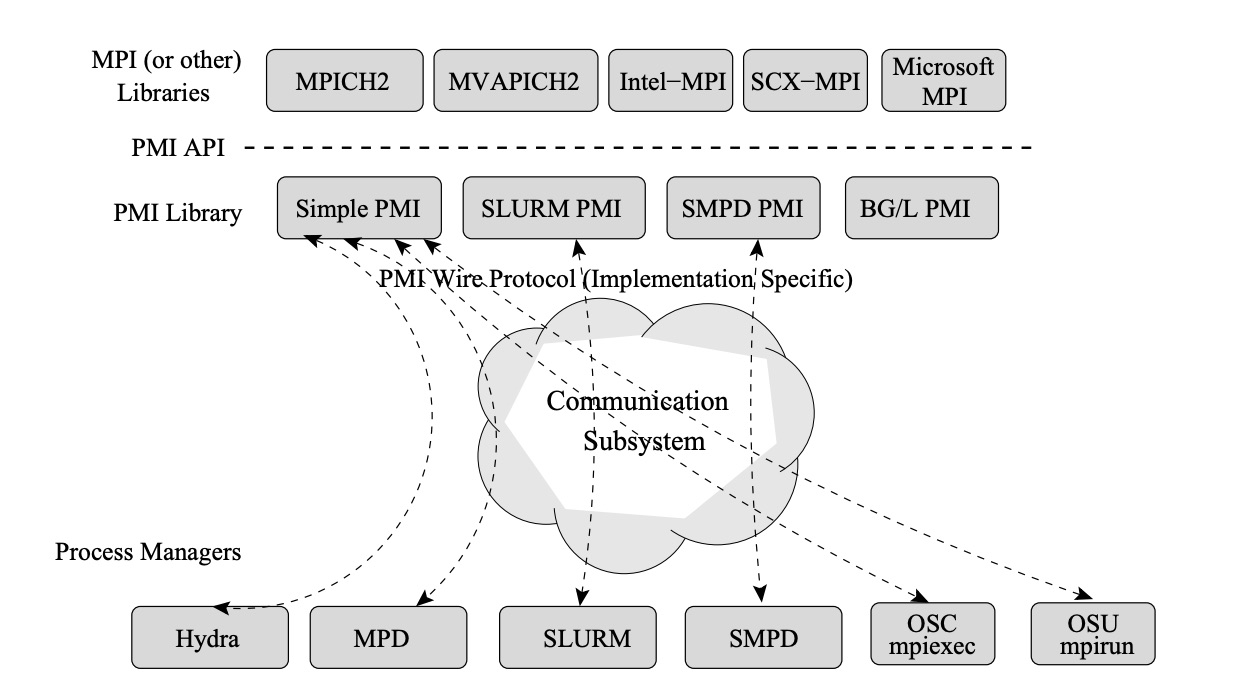 MPI (or other)
Libraries
MPICH2
MVAPICH2
Intel−MPI
SCX−MPI
Microsoft
MPI
PMI API
PMI Library
Simple PMI
SLURM PMI
SMPD PMI
BG/L PMI
PMI Wire Protocol (Implementation Specific)
Communication
Subsystem
Process Managers
Hydra
MPD
SLURM
SMPD
OSC
mpiexec
OSU
mpirun